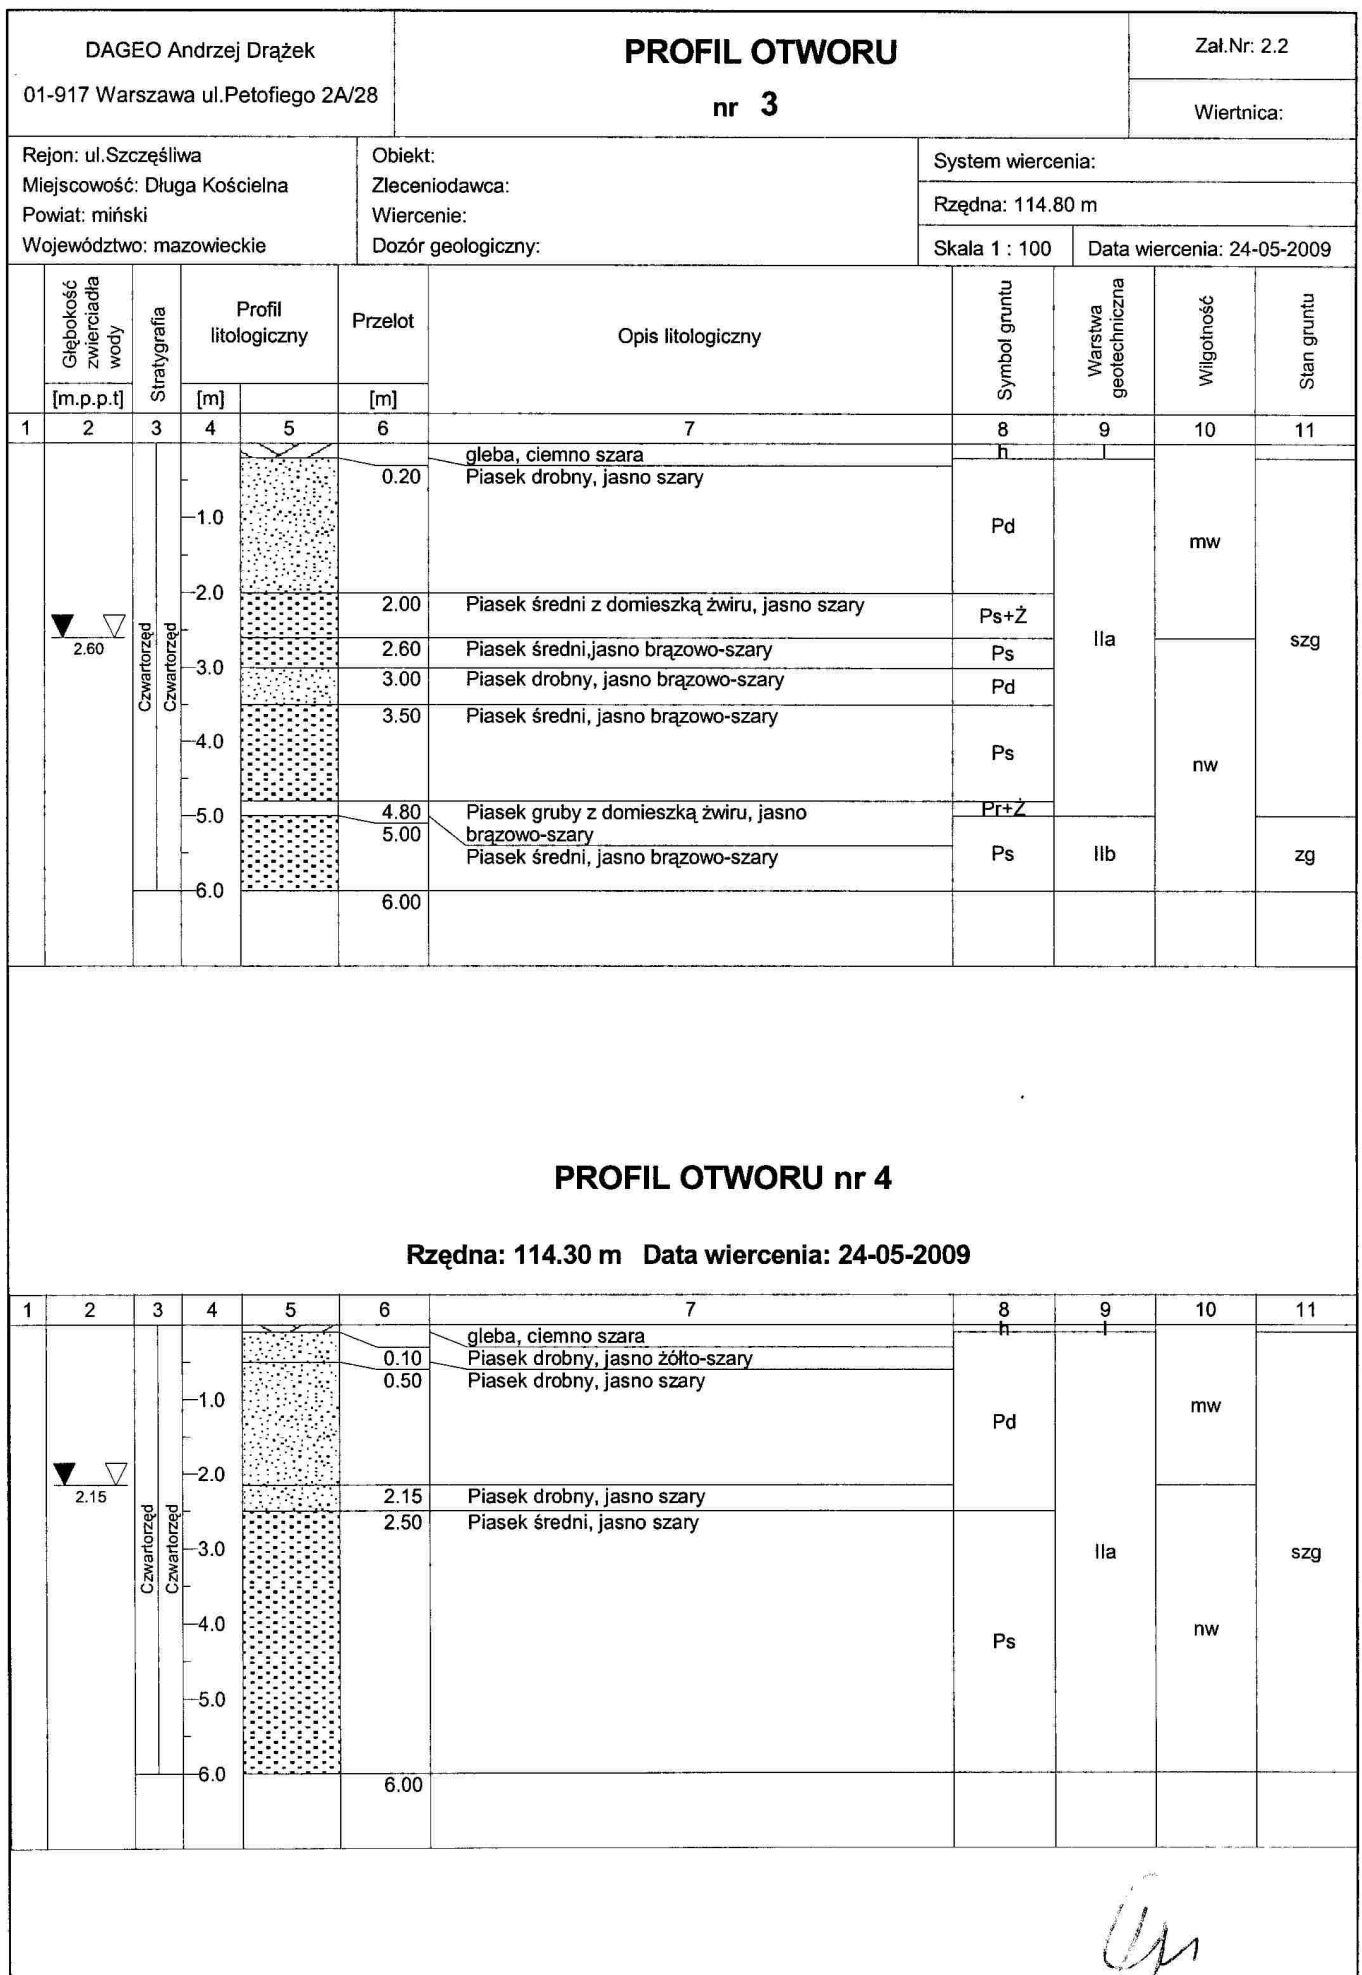 DAGEO Andrzej Drążek
01-917 Warszawa ul.Petofiego 2A/28
PROFIL OTWORU
nr 3
Zał.Nr: 2.2
Wiertnica:
Rejon: ul.Szczęśliwa
Miejscowość: Długa Kościelna
Powiat: miński
Województwo: mazowieckie
Obiekt:
Zleceniodawca:
Wiercenie:
Dozór geologiczny:
System wiercenia:
Rzędna: 114.80 m
Skala 1 : 100 Data wiercenia: 24-05-2009
Głębokość zwierciadła wody
[m.p.p.t]
Stratygrafia
Profil litologiczny
[m]
Przelot
[m]
Opis litologiczny
Symbol gruntu
Warstwa geotechniczna
Wilgotność
Stan gruntu
1 2 3 4 5 6 7 8 9 10 11
gleba, ciemno szara h I
0.20 Piasek drobny, jasno szary
1.0
Pd
mw
2.0
2.00 Piasek średni z domieszką żwiru, jasno szary
Ps+Ż
2.60
2.60 Piasek średni,jasno brązowo-szary
Ps
IIa
szg
3.0
3.00 Piasek drobny, jasno brązowo-szary
Pd
Czwartorzęd
Czwartorzęd
3.50 Piasek średni, jasno brązowo-szary
4.0
Ps
nw
4.80 Piasek gruby z domieszką żwiru, jasno
Pr+Ż
5.0
5.00 brązowo-szary
Piasek średni, jasno brązowo-szary
Ps IIb zg
6.0
6.00
PROFIL OTWORU nr 4
Rzędna: 114.30 m Data wiercenia: 24-05-2009
1 2 3 4 5 6 7 8 9 10 11
gleba, ciemno szara h I
0.10 Piasek drobny, jasno żółto-szary
0.50 Piasek drobny, jasno szary
1.0
mw
Pd
2.0
2.15
2.15 Piasek drobny, jasno szary
2.50 Piasek średni, jasno szary
Czwartorzęd
Czwartorzęd
3.0
IIa
szg
4.0
nw
Ps
5.0
6.0
6.00